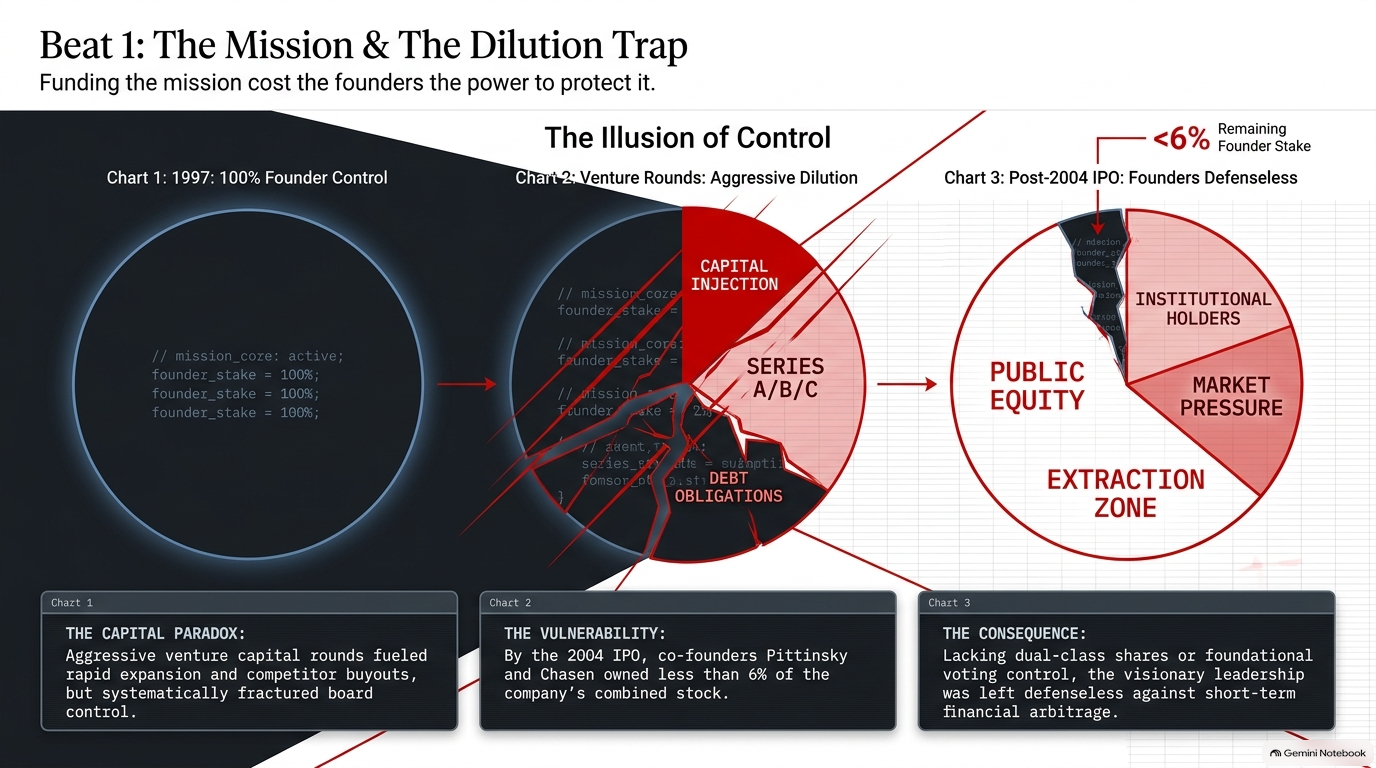 Beat 1: The Mission & The Dilution Trap
Funding the mission cost the founders the power to protect it.
The Illusion of Control
<6%
Remaining
Founder Stake
Chart 1: 1997: 100% Founder Control
// mission_core: active;
founder_stake = 100%;
founder_stake = 100%;
founder_stake = 100%;
Chart 2: Venture Rounds: Aggressive Dilution
CAPITAL
INJECTION
// mission_core
founder_stake =
// mission_core:
founder_stake =
// mission
SERIES
A/B/C
DEBT
OBLIGATIONS
}
Chart 3: Post-2004 IPO: Founders Defenseless
INSTITUTIONAL
HOLDERS
PUBLIC
EQUITY
MARKET
PRESSURE
EXTRACTION
ZONE
Chart 1
THE CAPITAL PARADOX:
Aggressive venture capital rounds fueled
rapid expansion and competitor buyouts,
but systematically fractured board
control.
Chart 2
THE VULNERABILITY:
By the 2004 IPO, co-founders Pittinsky
and Chasen owned less than 6% of the
company's combined stock.
Chart 3
THE CONSEQUENCE:
Lacking dual-class shares or foundational
voting control, the visionary leadership
was left defenseless against short-term
financial arbitrage.
Gemini Notebook